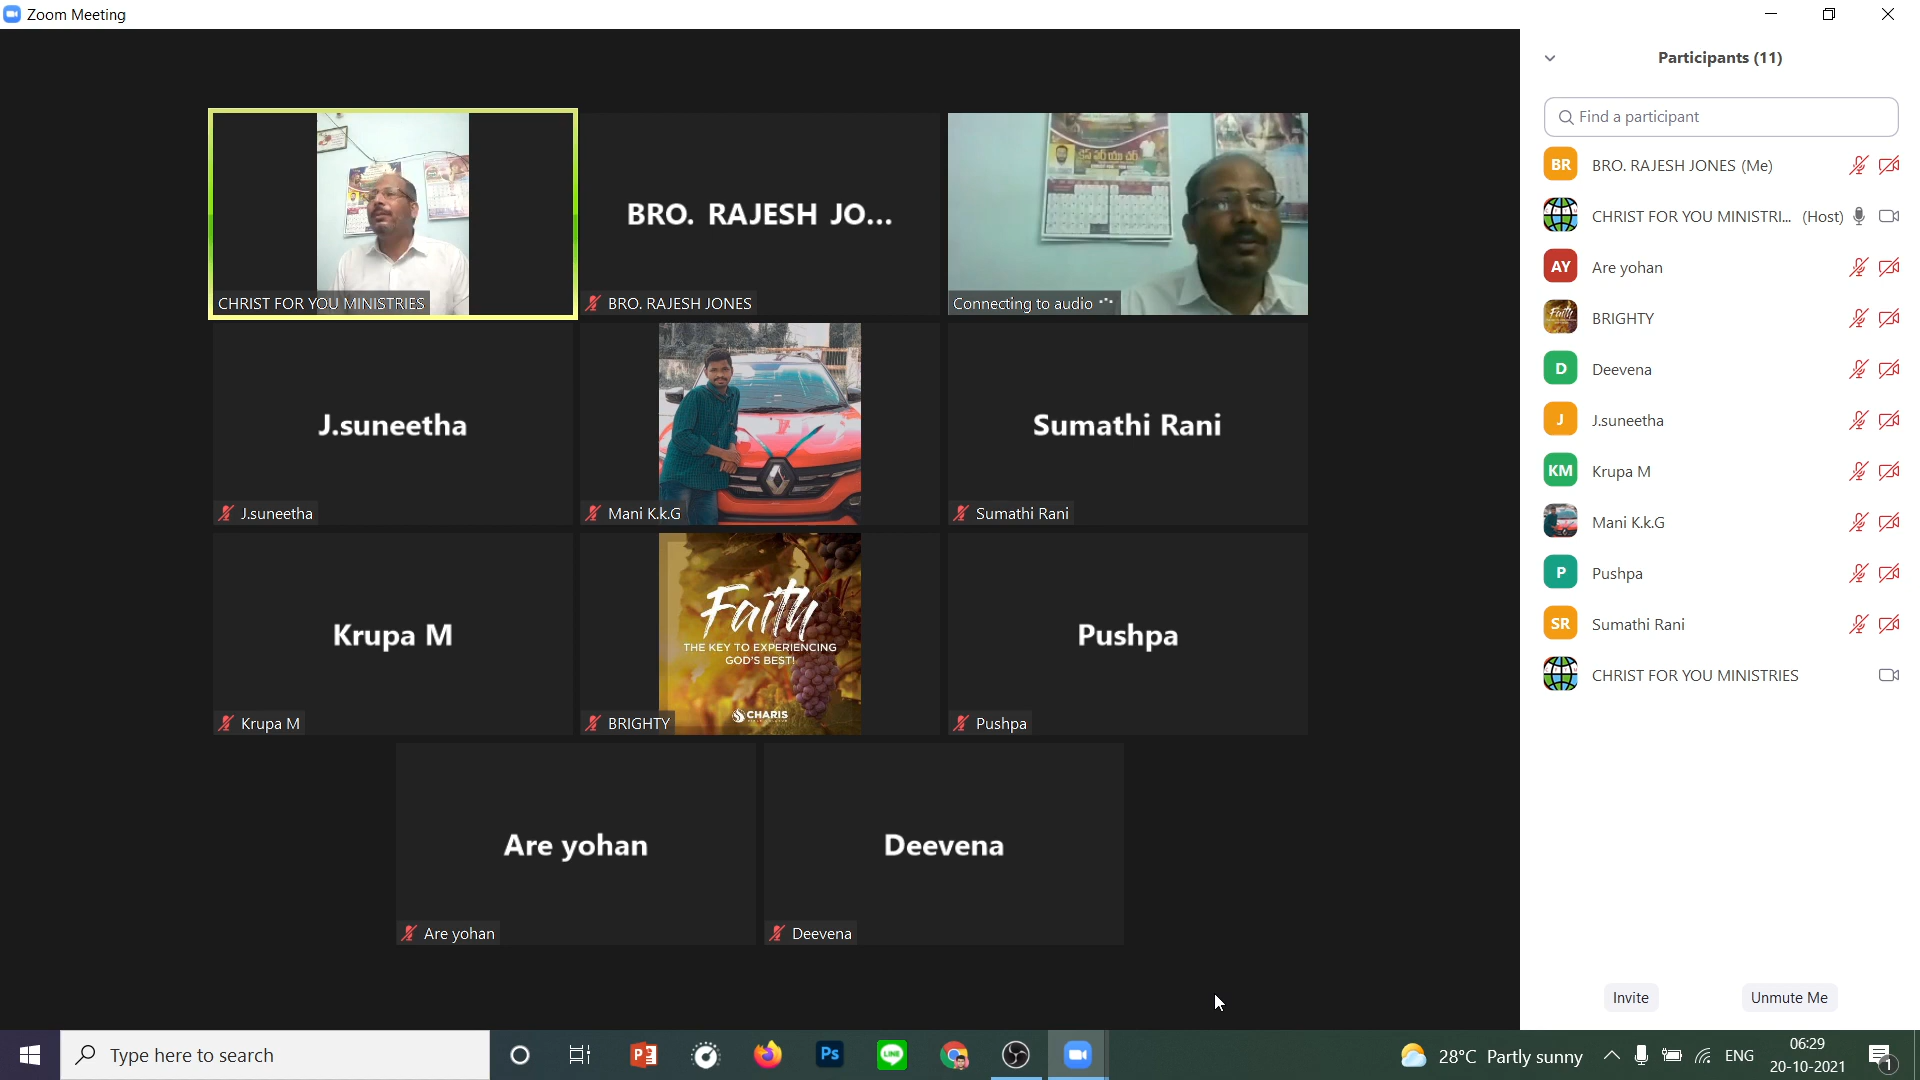 Zoom Meeting
Participants (11)
Find a participant
BR BRO. RAJESH JONES (Me)
CHRIST FOR YOU MINISTRI... (Host)
AY Are yohan
Faith BRIGHTY
D Deevena
J J.suneetha
KM Krupa M
Mani K.k.G
P Pushpa
SR Sumathi Rani
CHRIST FOR YOU MINISTRIES
Invite
Unmute Me
CHRIST FOR YOU MINISTRIES
BRO. RAJESH JO...
BRO. RAJESH JONES
Connecting to audio
J.suneetha
J.suneetha
Mani K.k.G
Sumathi Rani
Sumathi Rani
Krupa M
Krupa M
Faith
THE KEY TO EXPERIENCING
GOD'S BEST!
CHARIS
BRIGHTY
Pushpa
Pushpa
Are yohan
Are yohan
Deevena
Deevena
Type here to search
Ps
LINE
28°C Partly sunny
ENG
06:29
20-10-2021
1